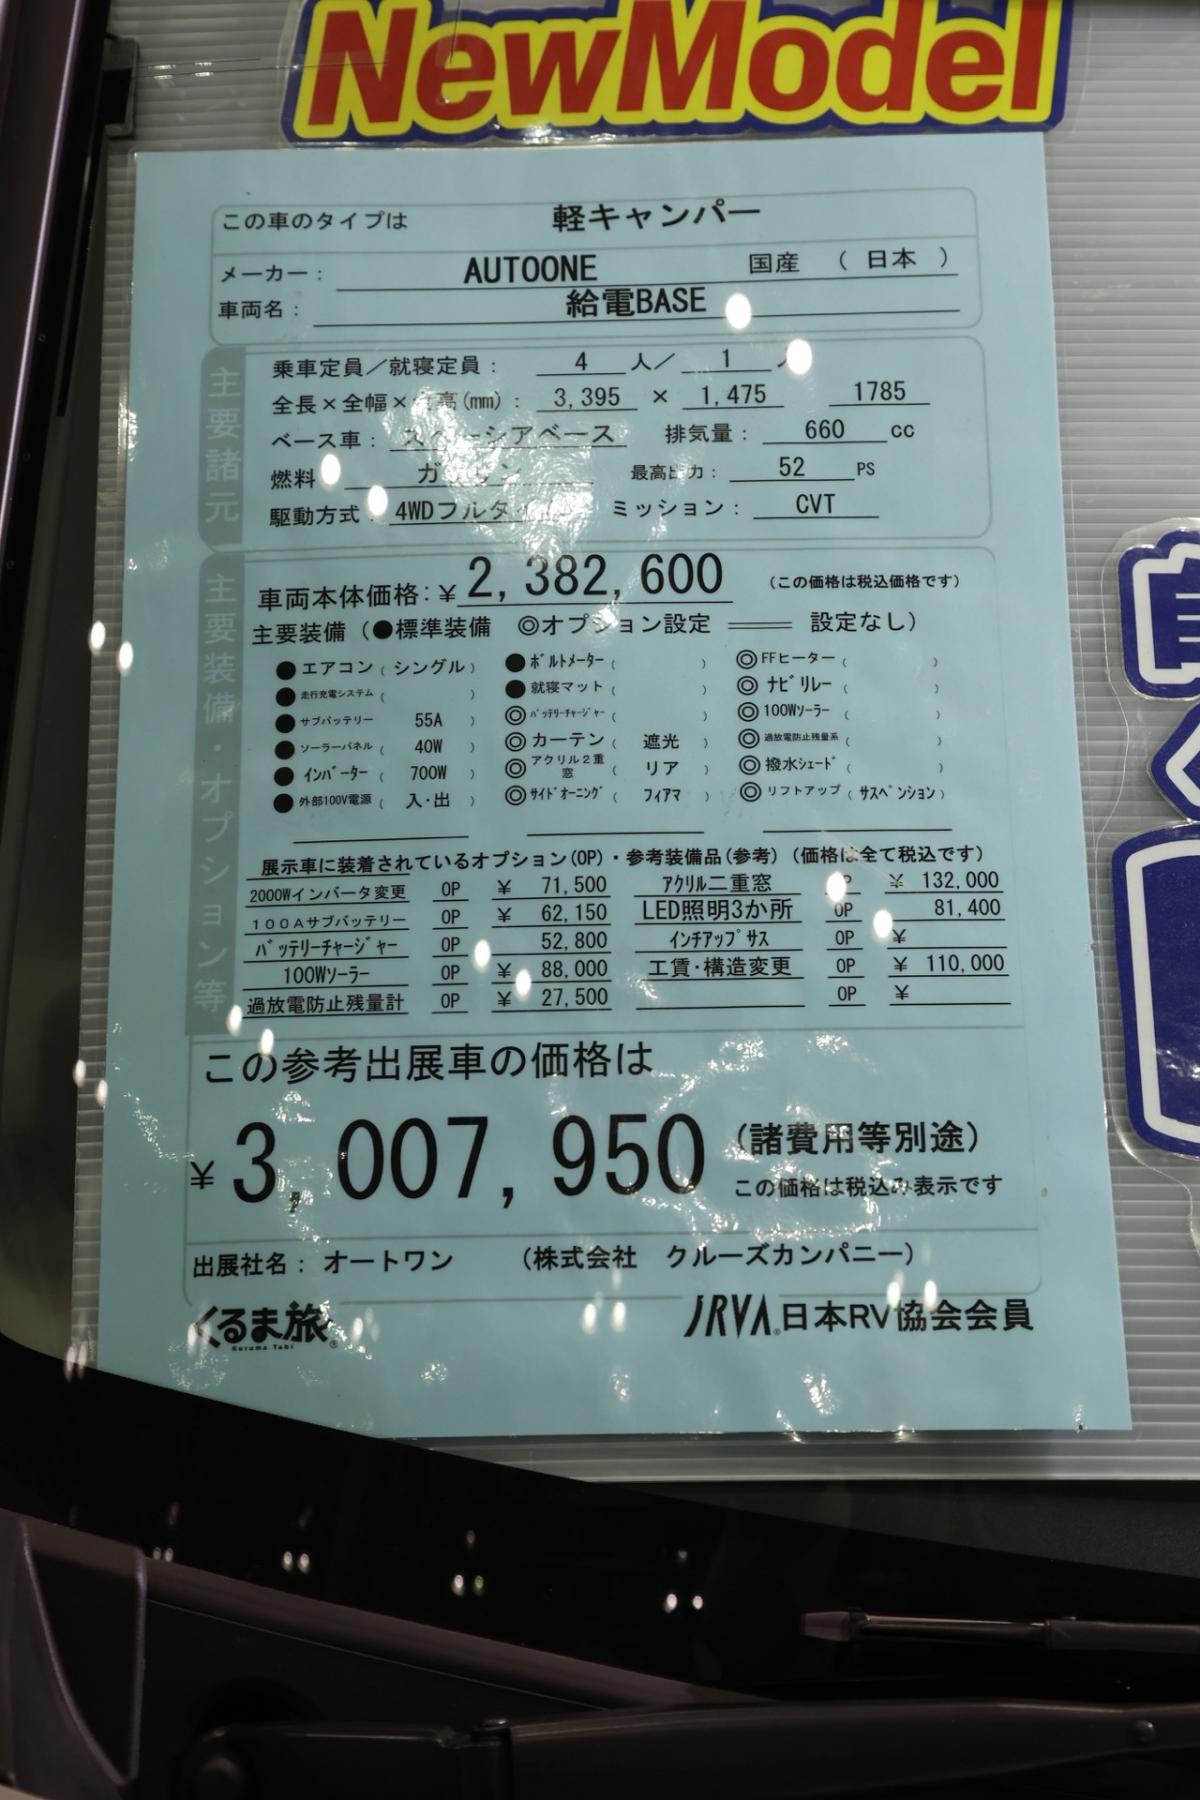 NewModel
この車のタイプは 軽キャンパー
メーカー： AUTOONE 国産 （ 日本 ）
車両名： 給電BASE
主要諸元
乗車定員／就寝定員： 4 人／ 1
全長×全幅× 高(mm)： 3,395 × 1,475 1785
ベース車： スペーシアベース 排気量： 660 cc
燃料 ガソリン 最高出力： 52 PS
駆動方式： 4WDフルタイム ミッション： CVT
主要装備・オプション等
車両本体価格：￥2,382,600 （この価格は税込価格です）
主要装備（●標準装備 ◎オプション設定 ═══ 設定なし）
●エアコン（シングル） ●ボルトメーター（ ） ◎FFヒーター（ ）
●走行充電システム（ ） ●就寝マット（ ） ◎ナビリレー（ ）
●サブバッテリー 55A ） ◎バッテリーチャージャー（ ） ◎100Wソーラー（ ）
●ソーラーパネル（ 40W ） ◎カーテン（ 遮光 ） ◎過放電防止残量系（ ）
●インバーター（ 700W ） ◎アクリル２重窓（ リア ） ◎撥水シェード（ ）
●外部100V電源（ 入・出 ） ◎サイドオーニング（ フィアマ ） ◎リフトアップ（サスペンション）
展示車に装着されているオプション(OP)・参考装備品(参考)（価格は全て税込です）
2000Wインバータ変更 OP ￥ 71,500 アクリル二重窓 OP ￥ 132,000
１００Aサブバッテリー OP ￥ 62,150 LED照明3か所 OP 81,400
バッテリーチャージャー OP 52,800 インチアップサス OP ￥
100Wソーラー OP ￥ 88,000 工賃・構造変更 OP ￥ 110,000
過放電防止残量計 OP ￥ 27,500 OP ￥
この参考出展車の価格は
￥3,007,950 （諸費用等別途）
この価格は税込み表示です
出展社名： オートワン （株式会社 クルーズカンパニー）
くるま旅® Kuruma Tabi JRVA®日本RV協会会員